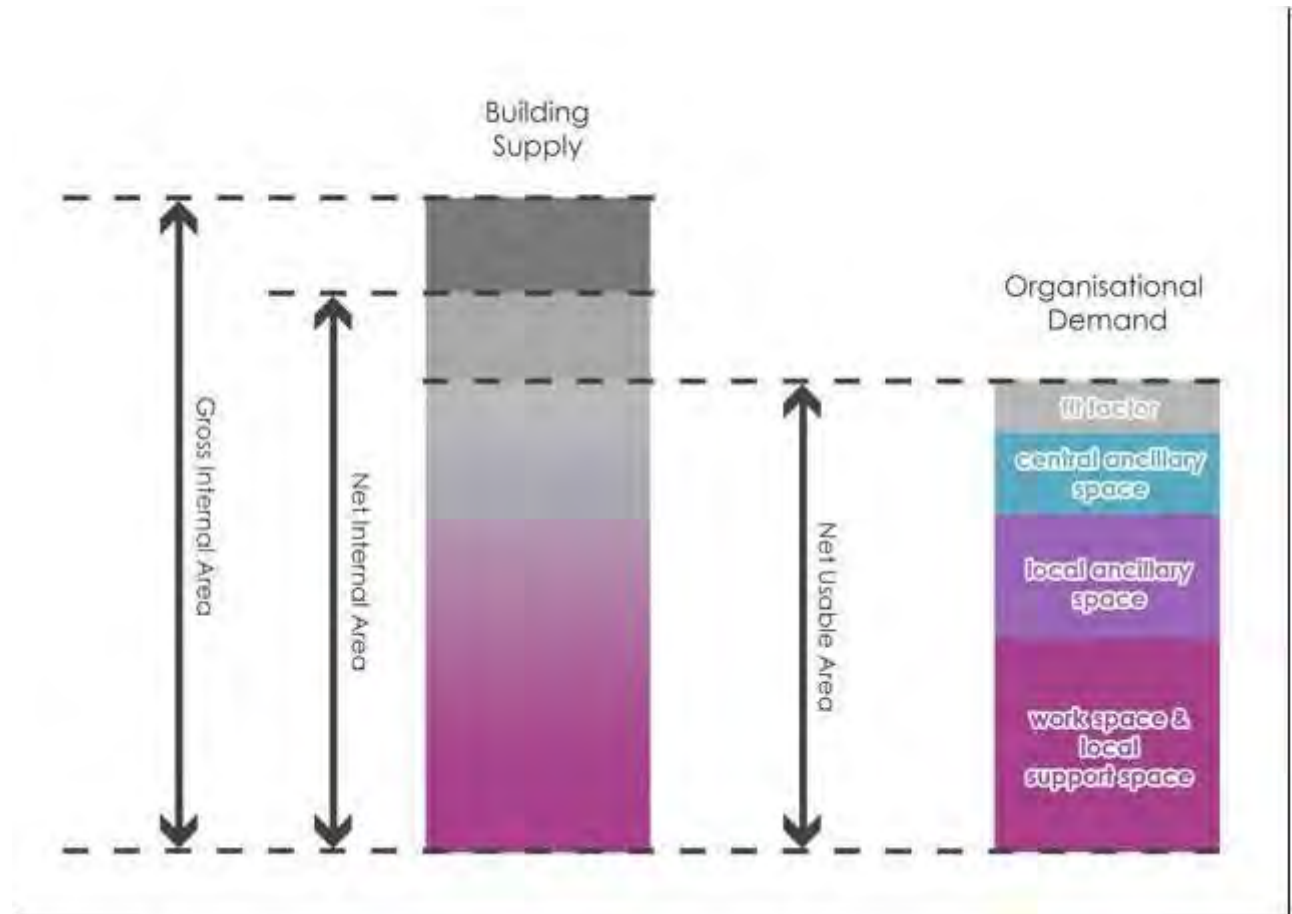 Building
Supply
Organisational
Demand
Gross Internal Area
Net Internal Area
Net Usable Area
fit factor
central ancillary
space
local ancillary
space
work space &
local
support space